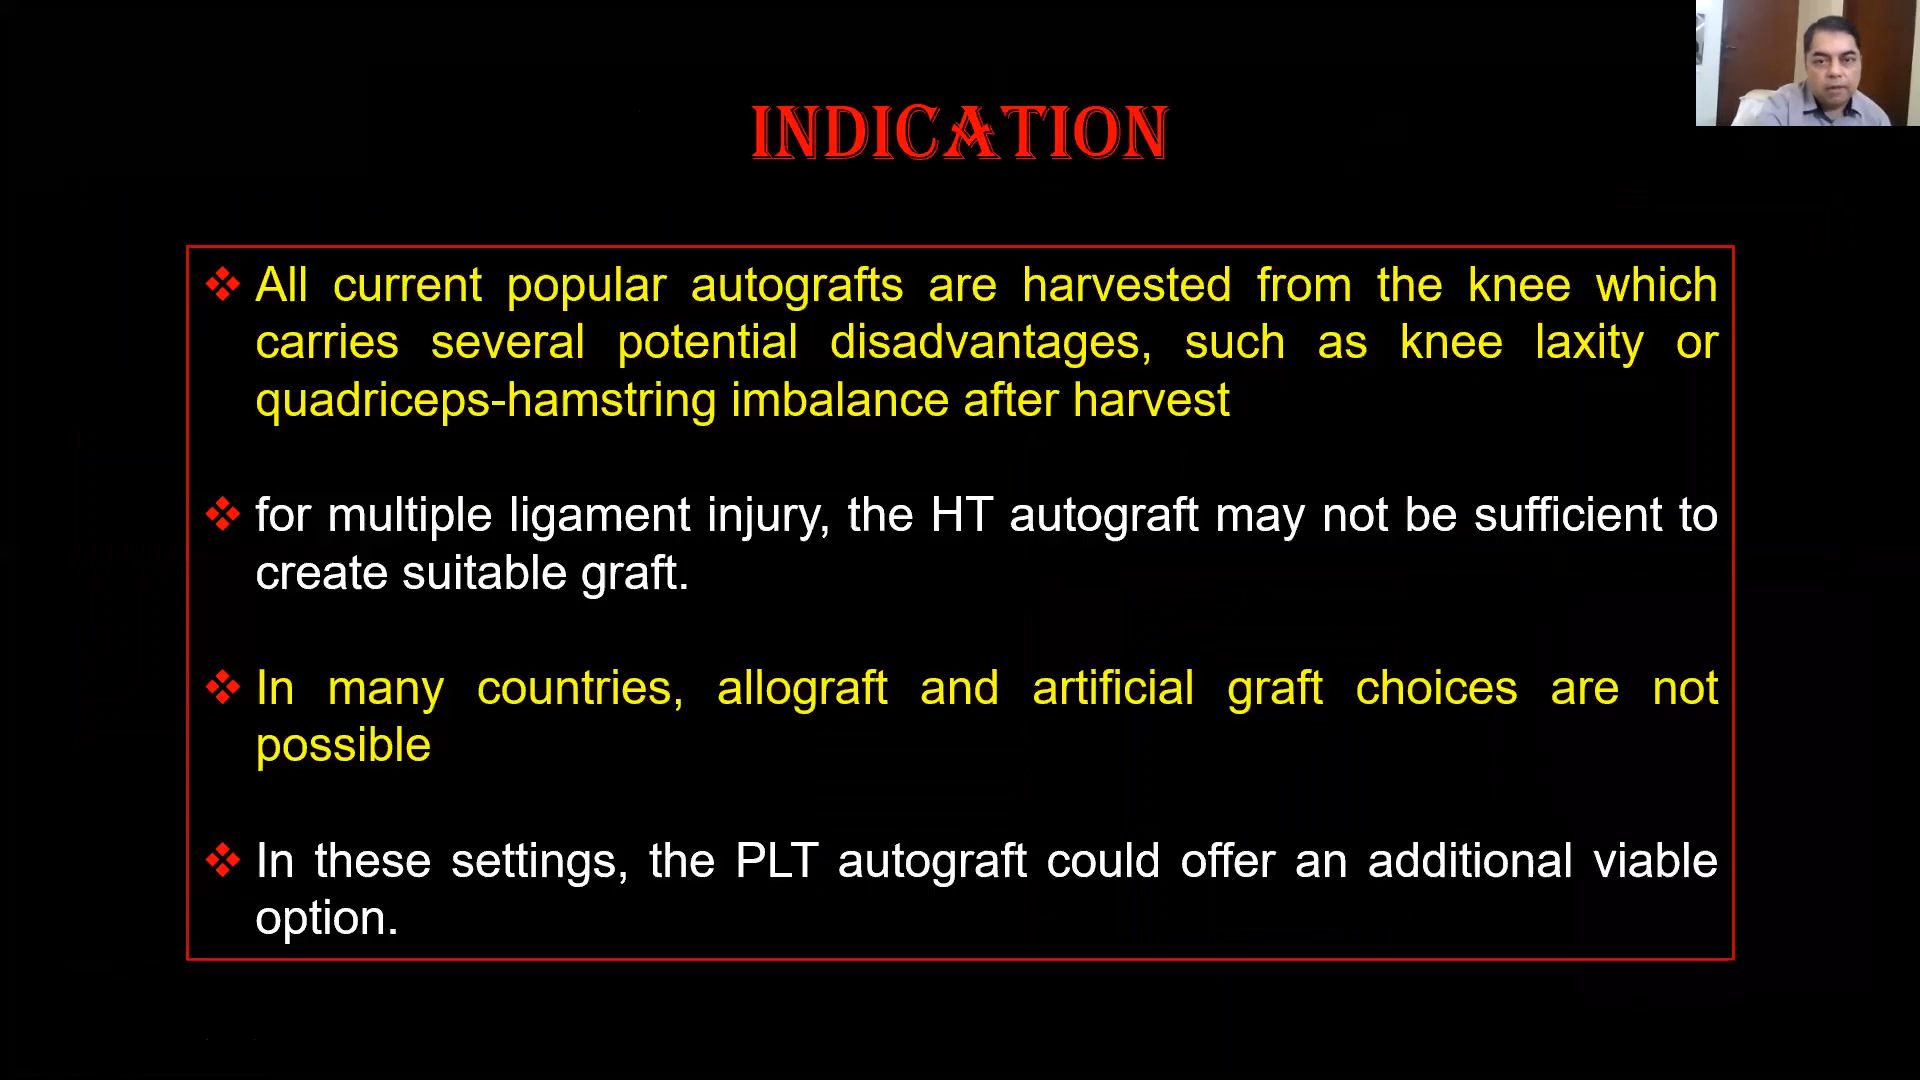 INDICATION
All current popular autografts are harvested from the knee which
carries several potential disadvantages, such as knee laxity or
quadriceps-hamstring imbalance after harvest
for multiple ligament injury, the HT autograft may not be sufficient to
create suitable graft.
In many countries, allograft and artificial graft choices are not
possible
In these settings, the PLT autograft could offer an additional viable
option.